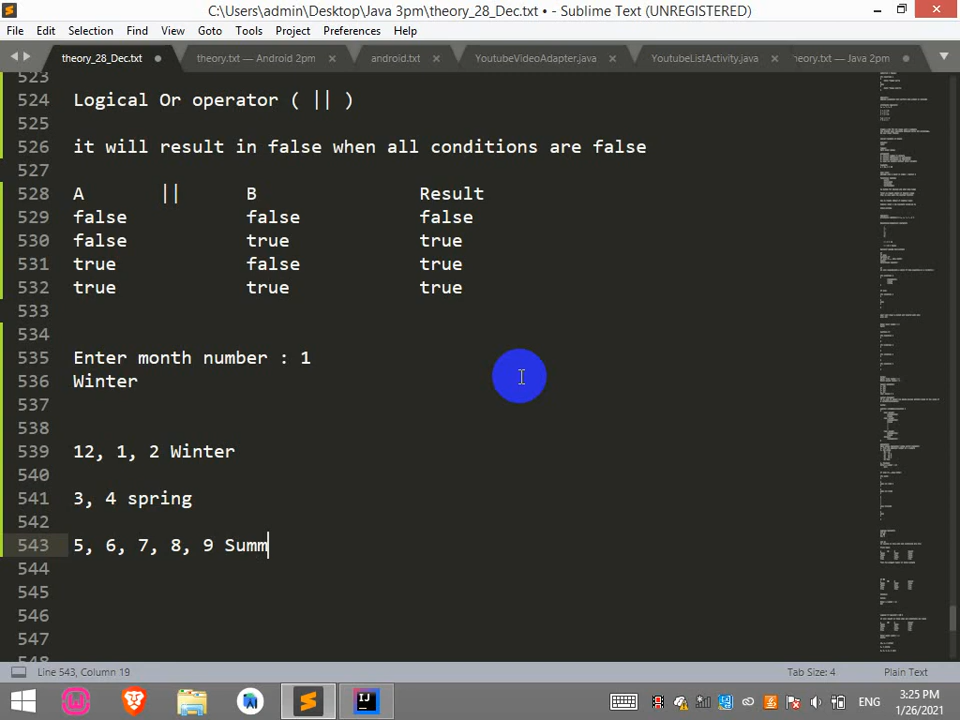 C:\Users\admin\Desktop\Java 3pm\theory_28_Dec.txt • - Sublime Text (UNREGISTERED)
File Edit Selection Find View Goto Tools Project Preferences Help
theory_28_Dec.txt theory.txt — Android 2pm android.txt YoutubeVideoAdapter.java YoutubeListActivity.java heory.txt — Java 2pm
523
524 Logical Or operator ( || )
525
526 it will result in false when all conditions are false
527
528 A || B Result
529 false false false
530 false true true
531 true false true
532 true true true
533
534
535 Enter month number : 1
536 Winter
537
538
539 12, 1, 2 Winter
540
541 3, 4 spring
542
543 5, 6, 7, 8, 9 Summ
544
545
546
547
548
Line 543, Column 19 Tab Size: 4 Plain Text
ENG 3:25 PM
1/26/2021